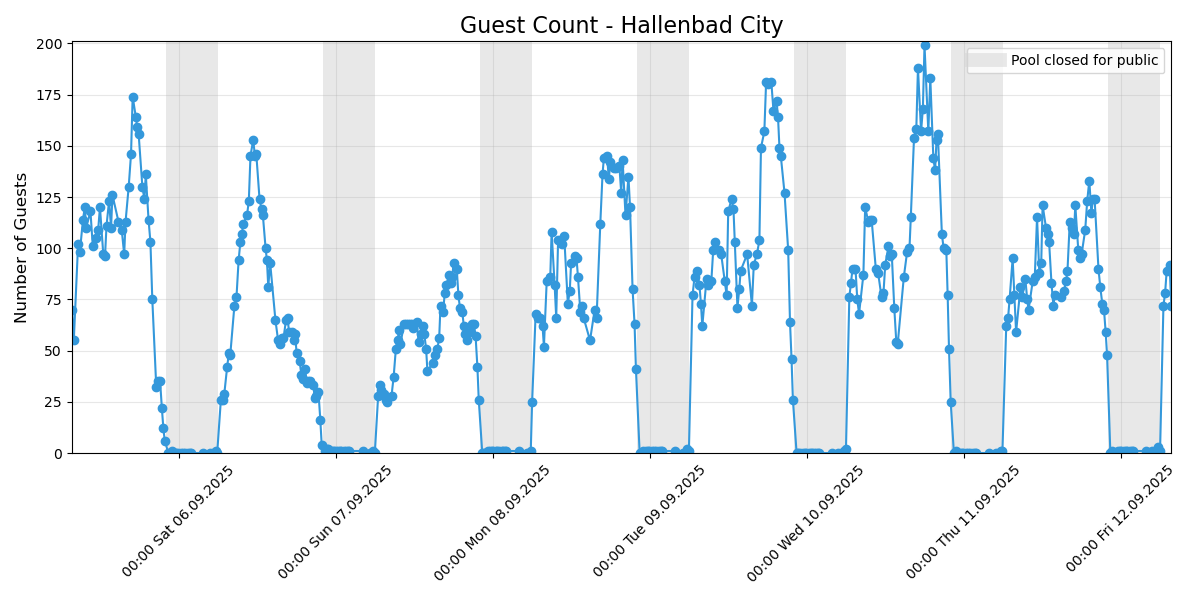 Guest Count - Hallenbad City
Number of Guests
200
175
150
125
100
75
50
25
0
Pool closed for public
00:00 Sat 06.09.2025
00:00 Sun 07.09.2025
00:00 Mon 08.09.2025
00:00 Tue 09.09.2025
00:00 Wed 10.09.2025
00:00 Thu 11.09.2025
00:00 Fri 12.09.2025